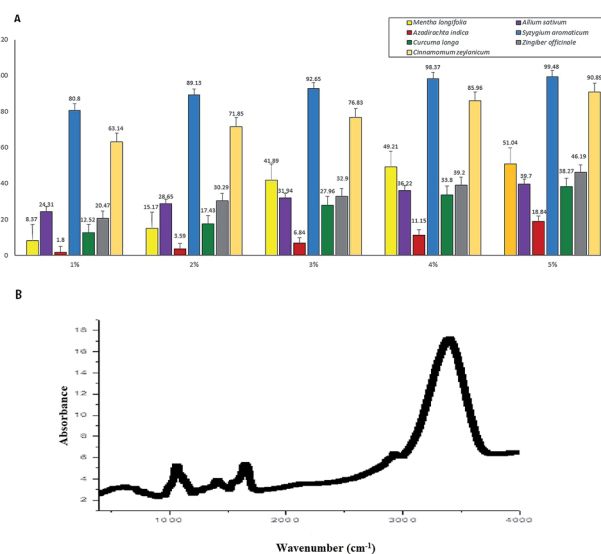 A
Mentha longifolia
Allium sativum
Azadirachta indica
Syzygium aromaticum
Curcuma longa
Zingiber officinale
Cinnamomum zeylanicum
120
100
80
60
40
20
0
8.37 24.31 1.8 80.8 12.52 20.47 63.14
15.17 28.65 3.59 89.13 17.43 30.29 71.85
41.89 31.94 6.84 92.65 27.96 32.9 76.83
49.21 36.22 11.15 98.37 33.8 39.2 85.96
51.04 39.7 18.84 99.48 38.27 46.19 90.89
1% 2% 3% 4% 5%
B
Absorbance
18
16
14
12
10
8
6
4
2
1000 2000 3000 4000
Wavenumber (cm⁻¹)